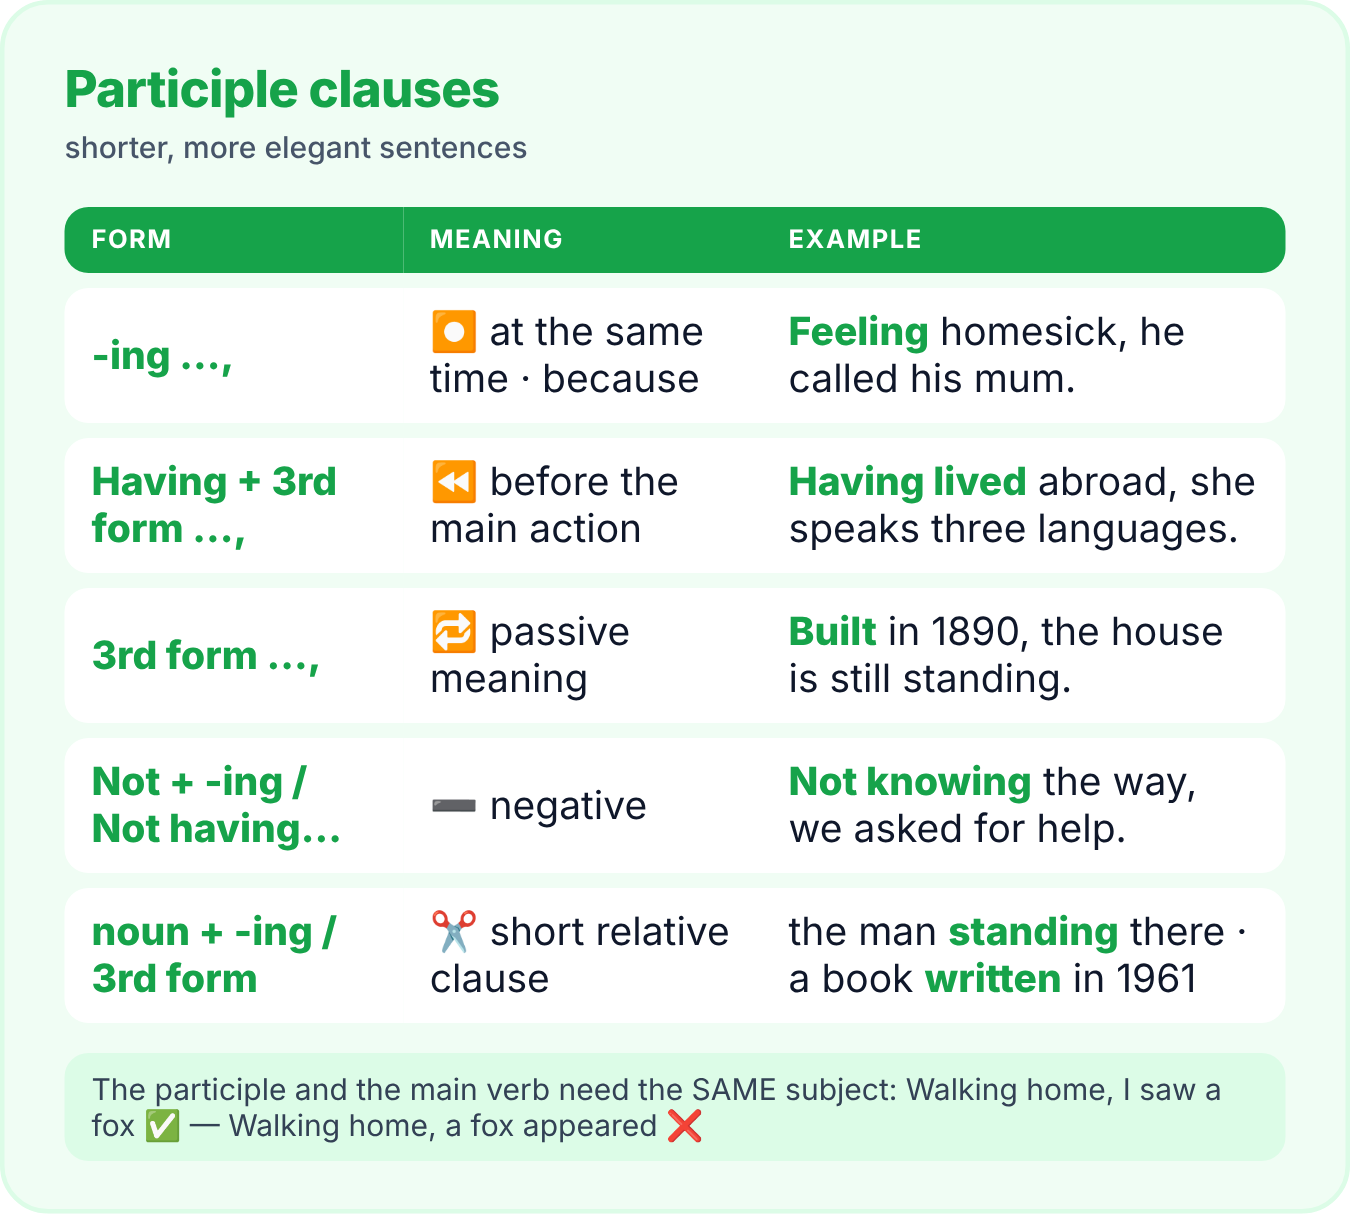 Participle clauses
shorter, more elegant sentences
FORM MEANING EXAMPLE
-ing ...,
⏺️ at the same
time · because
Feeling homesick, he
called his mum.
Having + 3rd
form ...,
⏪ before the
main action
Having lived abroad, she
speaks three languages.
3rd form ...,
🔁 passive
meaning
Built in 1890, the house
is still standing.
Not + -ing /
Not having...
➖ negative
Not knowing the way,
we asked for help.
noun + -ing /
3rd form
✂️ short relative
clause
the man standing there ·
a book written in 1961
The participle and the main verb need the SAME subject: Walking home, I saw a
fox ✅ — Walking home, a fox appeared ❌